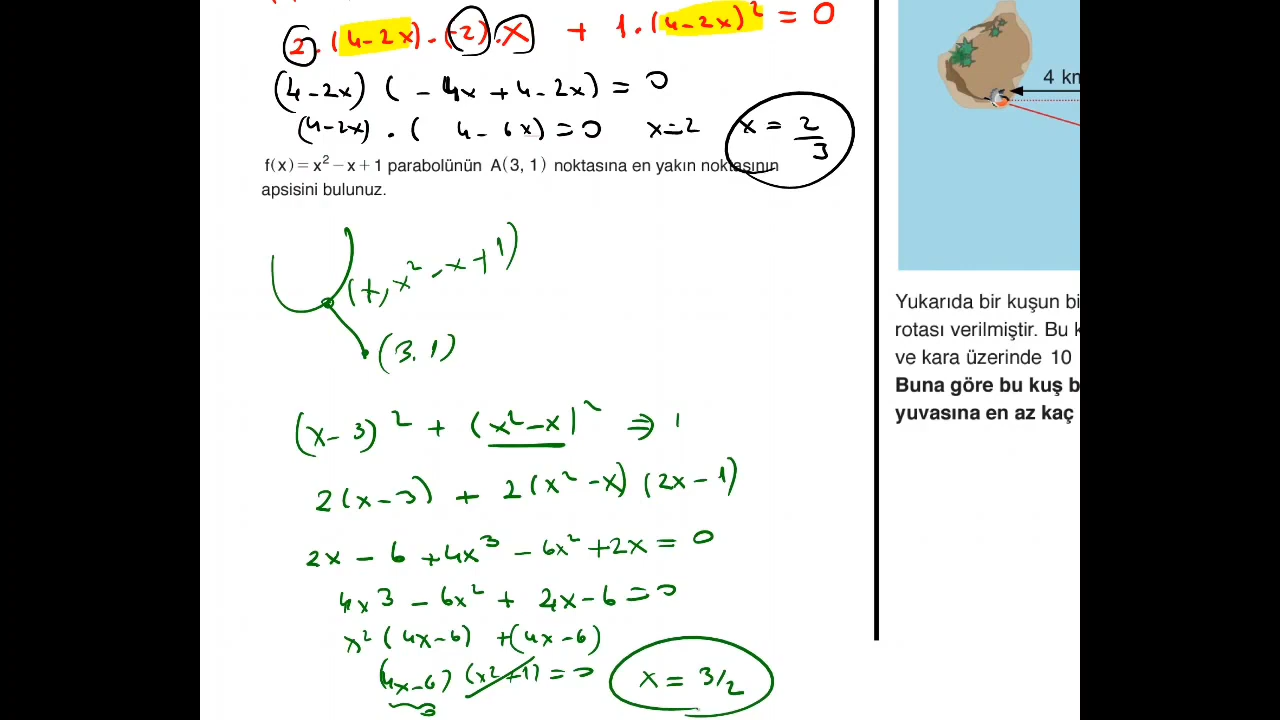 2.(4-2x).(-2).x + 1.(4-2x)² = 0
(4-2x) (-4x+4-2x) = 0
(4-2x).(4-6x)=0 x=2 x = 2/3
f(x) = x² – x + 1 parabolünün A(3, 1) noktasına en yakın noktasının
apsisini bulunuz.
(x, x²-x+1)
(3.1)
(x-3)² + (x²-x)² ⇒ 1
2(x-3) + 2(x²-x) (2x-1)
2x - 6 + 4x³ - 6x² + 2x = 0
4x³ - 6x² + 4x - 6 = 0
x² (4x-6) + (4x-6)
(4x-6) (x²+1) = 0 x = 3/2
4 km
Yukarıda bir kuşun bi
rotası verilmiştir. Bu k
ve kara üzerinde 10
Buna göre bu kuş b
yuvasına en az kaç